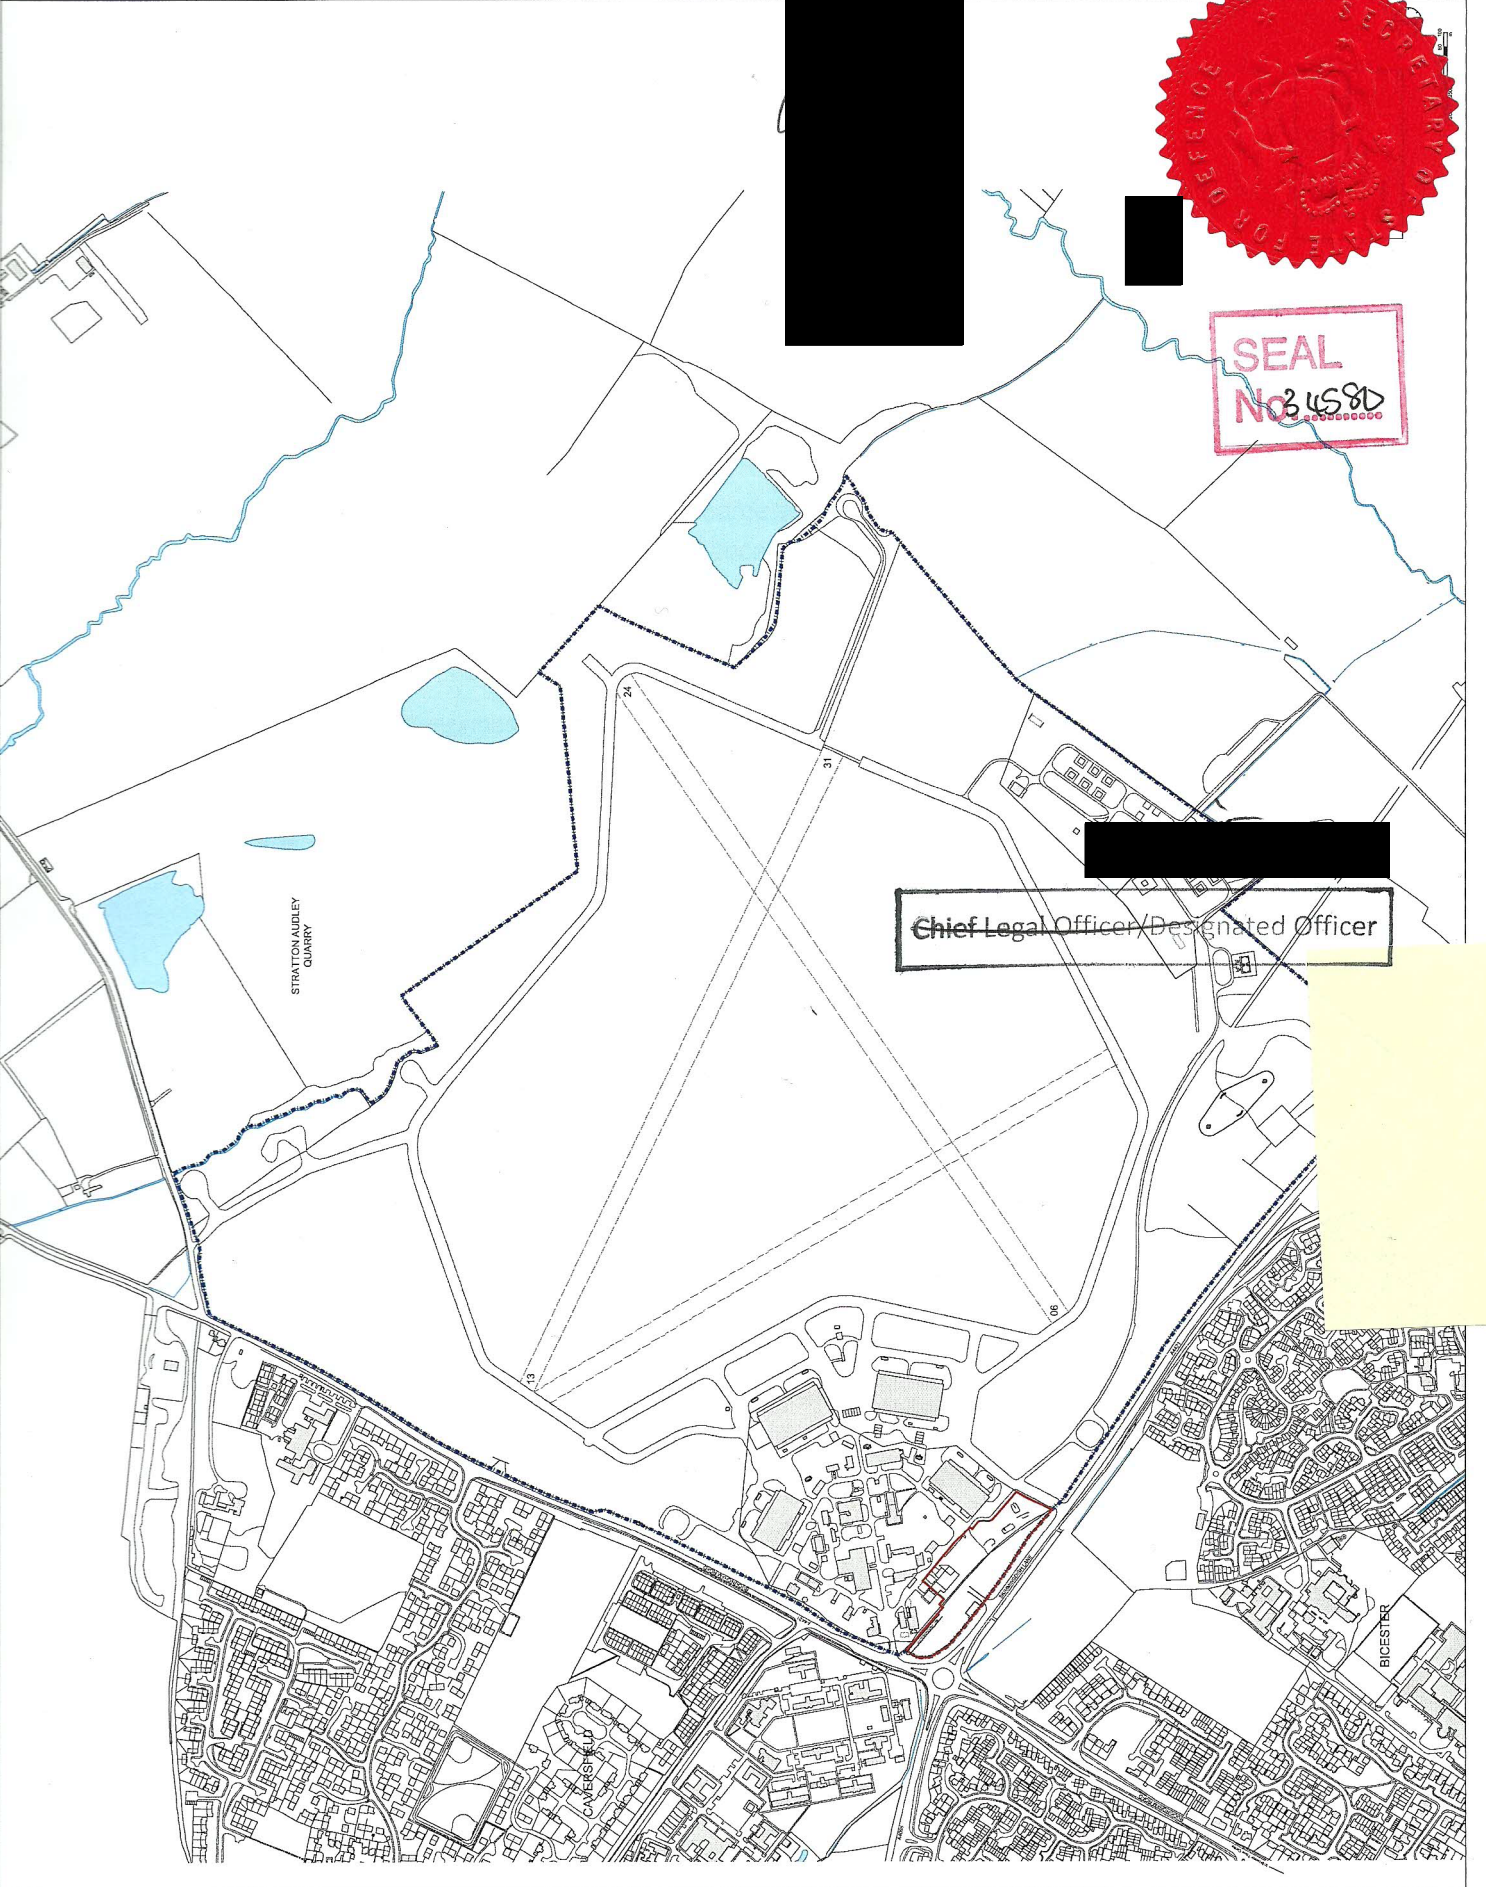 SECRETARY OF STATE FOR DEFENCE
SEAL
No. 34580
24
31
STRATTON AUDLEY
QUARRY
Chief Legal Officer/Designated Officer
13
06
CAVERSFIELD
BICESTER